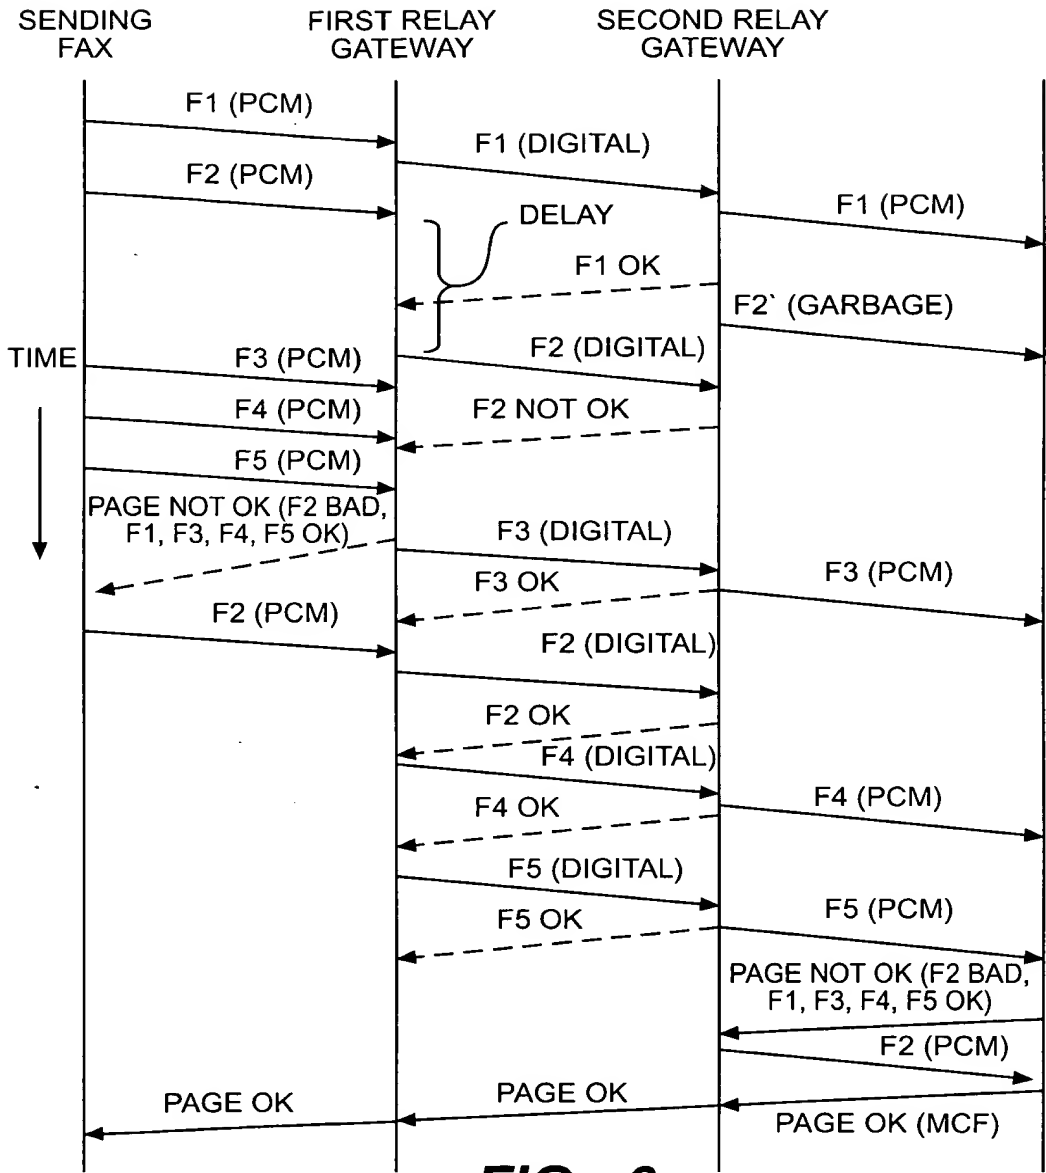 SENDING FAX
FIRST RELAY GATEWAY
SECOND RELAY GATEWAY
F1 (PCM)
F1 (DIGITAL)
F2 (PCM)
F1 (PCM)
DELAY
F1 OK
F2` (GARBAGE)
TIME
F3 (PCM)
F2 (DIGITAL)
F4 (PCM)
F2 NOT OK
F5 (PCM)
PAGE NOT OK (F2 BAD,
F1, F3, F4, F5 OK)
F3 (DIGITAL)
F3 OK
F3 (PCM)
F2 (PCM)
F2 (DIGITAL)
F2 OK
F4 (DIGITAL)
F4 OK
F4 (PCM)
F5 (DIGITAL)
F5 OK
F5 (PCM)
PAGE NOT OK (F2 BAD,
F1, F3, F4, F5 OK)
F2 (PCM)
PAGE OK
PAGE OK
PAGE OK (MCF)